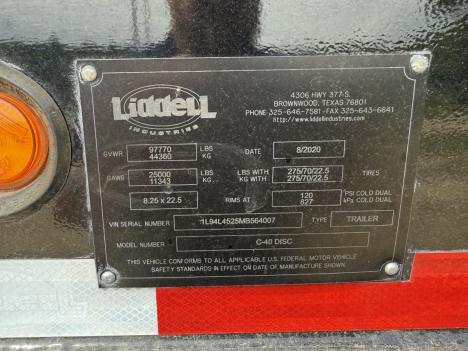 LiddelL
INDUSTRIES
4306 HWY 377 S.
BROWNWOOD, TEXAS 76801
PHONE 325-646-7581 - FAX 325-643-6641
http://www.liddellindustries.com
GVWR 97770 LBS DATE 8/2020
44360 KG
GAWR 25000 LBS LBS WITH 275/70/22.5 TIRES
11343 KG KG WITH 275/70/22.5
8.25 x 22.5 RIMS AT 120 PSI COLD DUAL
827 kPa COLD DUAL
VIN SERIAL NUMBER 1L94L4525MB564007 TYPE TRAILER
MODEL NUMBER C-40 DISC
THIS VEHICLE CONFORMS TO ALL APPLICABLE U.S. FEDERAL MOTOR VEHICLE
SAFETY STANDARDS IN EFFECT ON DATE OF MANUFACTURE SHOWN.